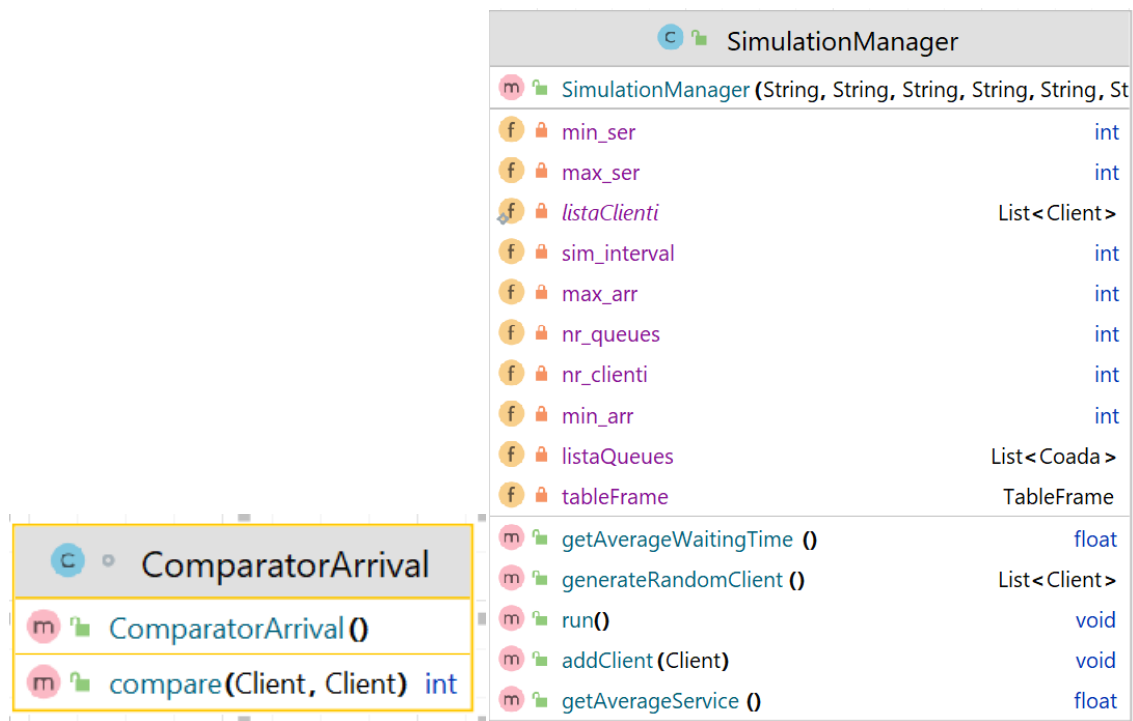 SimulationManager
SimulationManager(String, String, String, String, String, St
min_ser int
max_ser int
listaClienti List<Client>
sim_interval int
max_arr int
nr_queues int
nr_clienti int
min_arr int
listaQueues List<Coada>
tableFrame TableFrame
getAverageWaitingTime () float
generateRandomClient () List<Client>
run() void
addClient(Client) void
getAverageService () float
ComparatorArrival
ComparatorArrival()
compare(Client, Client) int